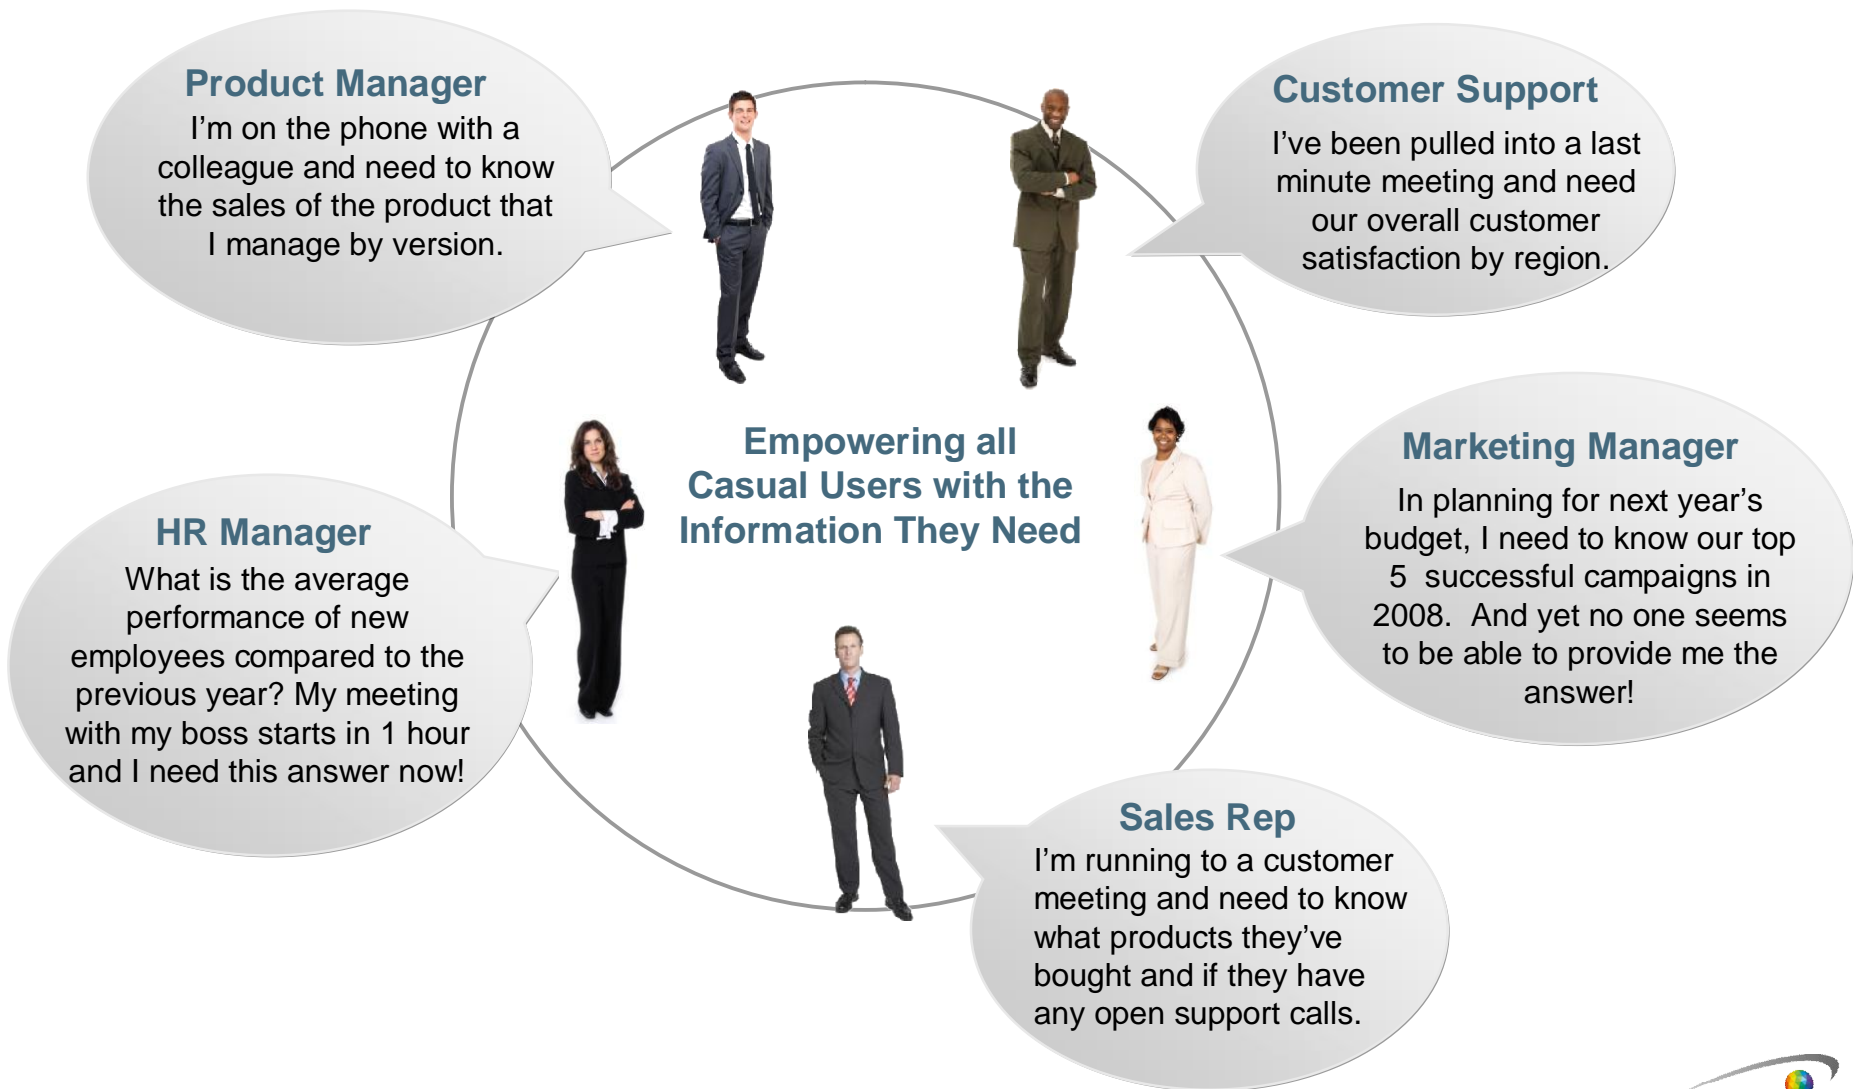 Product Manager
I’m on the phone with a
colleague and need to know
the sales of the product that
I manage by version.
Customer Support
I’ve been pulled into a last
minute meeting and need
our overall customer
satisfaction by region.
Empowering all
Casual Users with the
Information They Need
Marketing Manager
In planning for next year’s
budget, I need to know our top
5  successful campaigns in
2008.  And yet no one seems
to be able to provide me the
answer!
HR Manager
What is the average
performance of new
employees compared to the
previous year? My meeting
with my boss starts in 1 hour
and I need this answer now!
Sales Rep
I’m running to a customer
meeting and need to know
what products they’ve
bought and if they have
any open support calls.